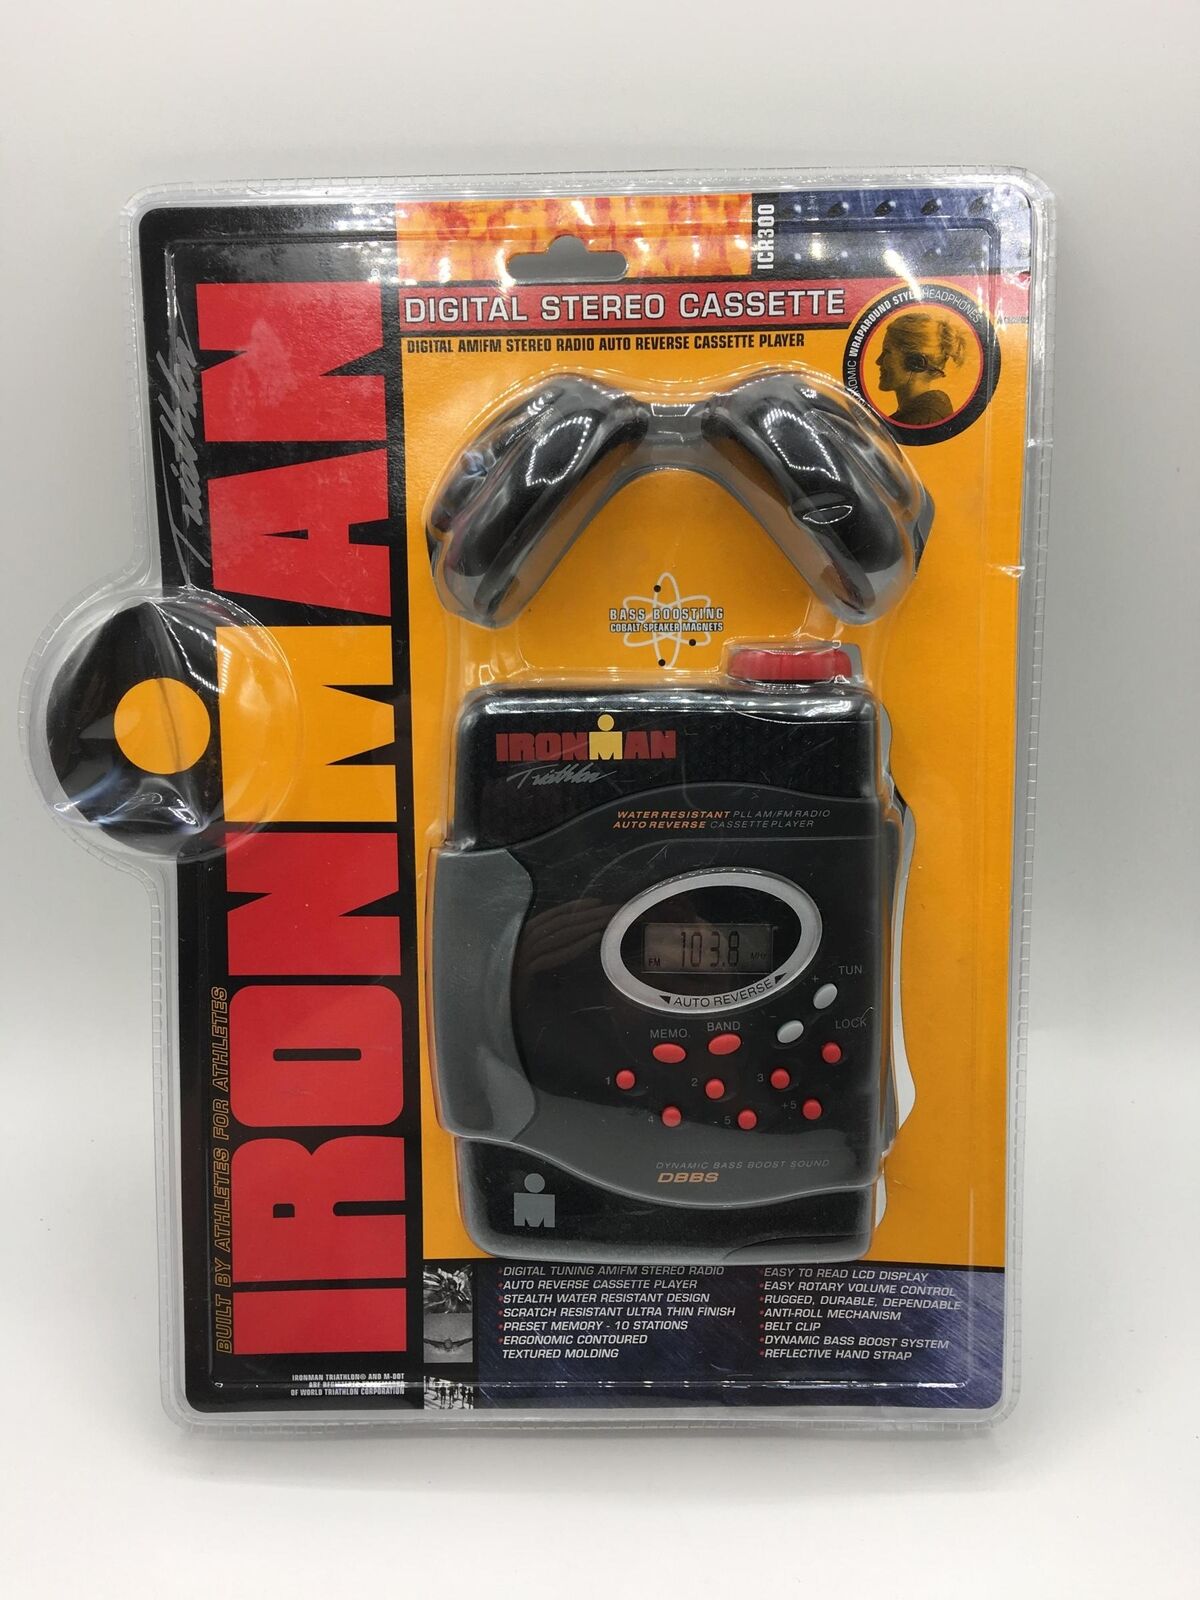 ICR300
DIGITAL STEREO CASSETTE
DIGITAL AM/FM STEREO RADIO AUTO REVERSE CASSETTE PLAYER
WRAPAROUND STYLE HEADPHONES
IRONMAN
Triathlon
BUILT BY ATHLETES FOR ATHLETES
BASS BOOSTING
COBALT SPEAKER MAGNETS
IRONMAN
Triathlon
WATER RESISTANT PLL AM/FM RADIO
AUTO REVERSE CASSETTE PLAYER
FM 103.8 MHz
AUTO REVERSE
+ TUN
-
MEMO. BAND LOCK
1 2 3
4 5 +5
DYNAMIC BASS BOOST SOUND
DBBS
•DIGITAL TUNING AM/FM STEREO RADIO
•AUTO REVERSE CASSETTE PLAYER
•STEALTH WATER RESISTANT DESIGN
•SCRATCH RESISTANT ULTRA THIN FINISH
•PRESET MEMORY - 10 STATIONS
•ERGONOMIC CONTOURED
TEXTURED MOLDING
•EASY TO READ LCD DISPLAY
•EASY ROTARY VOLUME CONTROL
•RUGGED, DURABLE, DEPENDABLE
•ANTI-ROLL MECHANISM
•BELT CLIP
•DYNAMIC BASS BOOST SYSTEM
•REFLECTIVE HAND STRAP
IRONMAN TRIATHLON® AND M-DOT
ARE REGISTERED TRADEMARKS
OF WORLD TRIATHLON CORPORATION